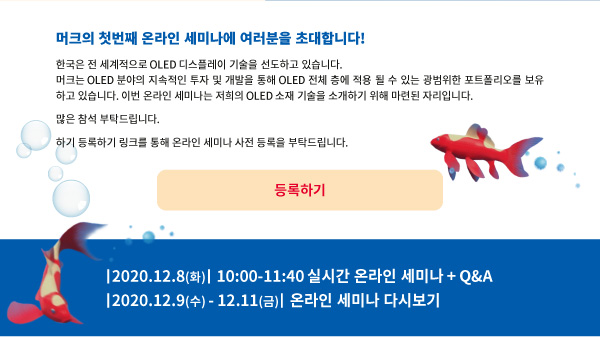 머크의 첫번째 온라인 세미나에 여러분을 초대합니다!
한국은 전 세계적으로 OLED 디스플레이 기술을 선도하고 있습니다.
머크는 OLED 분야의 지속적인 투자 및 개발을 통해 OLED 전체 층에 적용 될 수 있는 광범위한 포트폴리오를 보유
하고 있습니다. 이번 온라인 세미나는 저희의 OLED 소재 기술을 소개하기 위해 마련된 자리입니다.
많은 참석 부탁드립니다.
하기 등록하기 링크를 통해 온라인 세미나 사전 등록을 부탁드립니다.
등록하기
|2020.12.8(화)| 10:00-11:40 실시간 온라인 세미나 + Q&A
|2020.12.9(수) - 12.11(금)| 온라인 세미나 다시보기